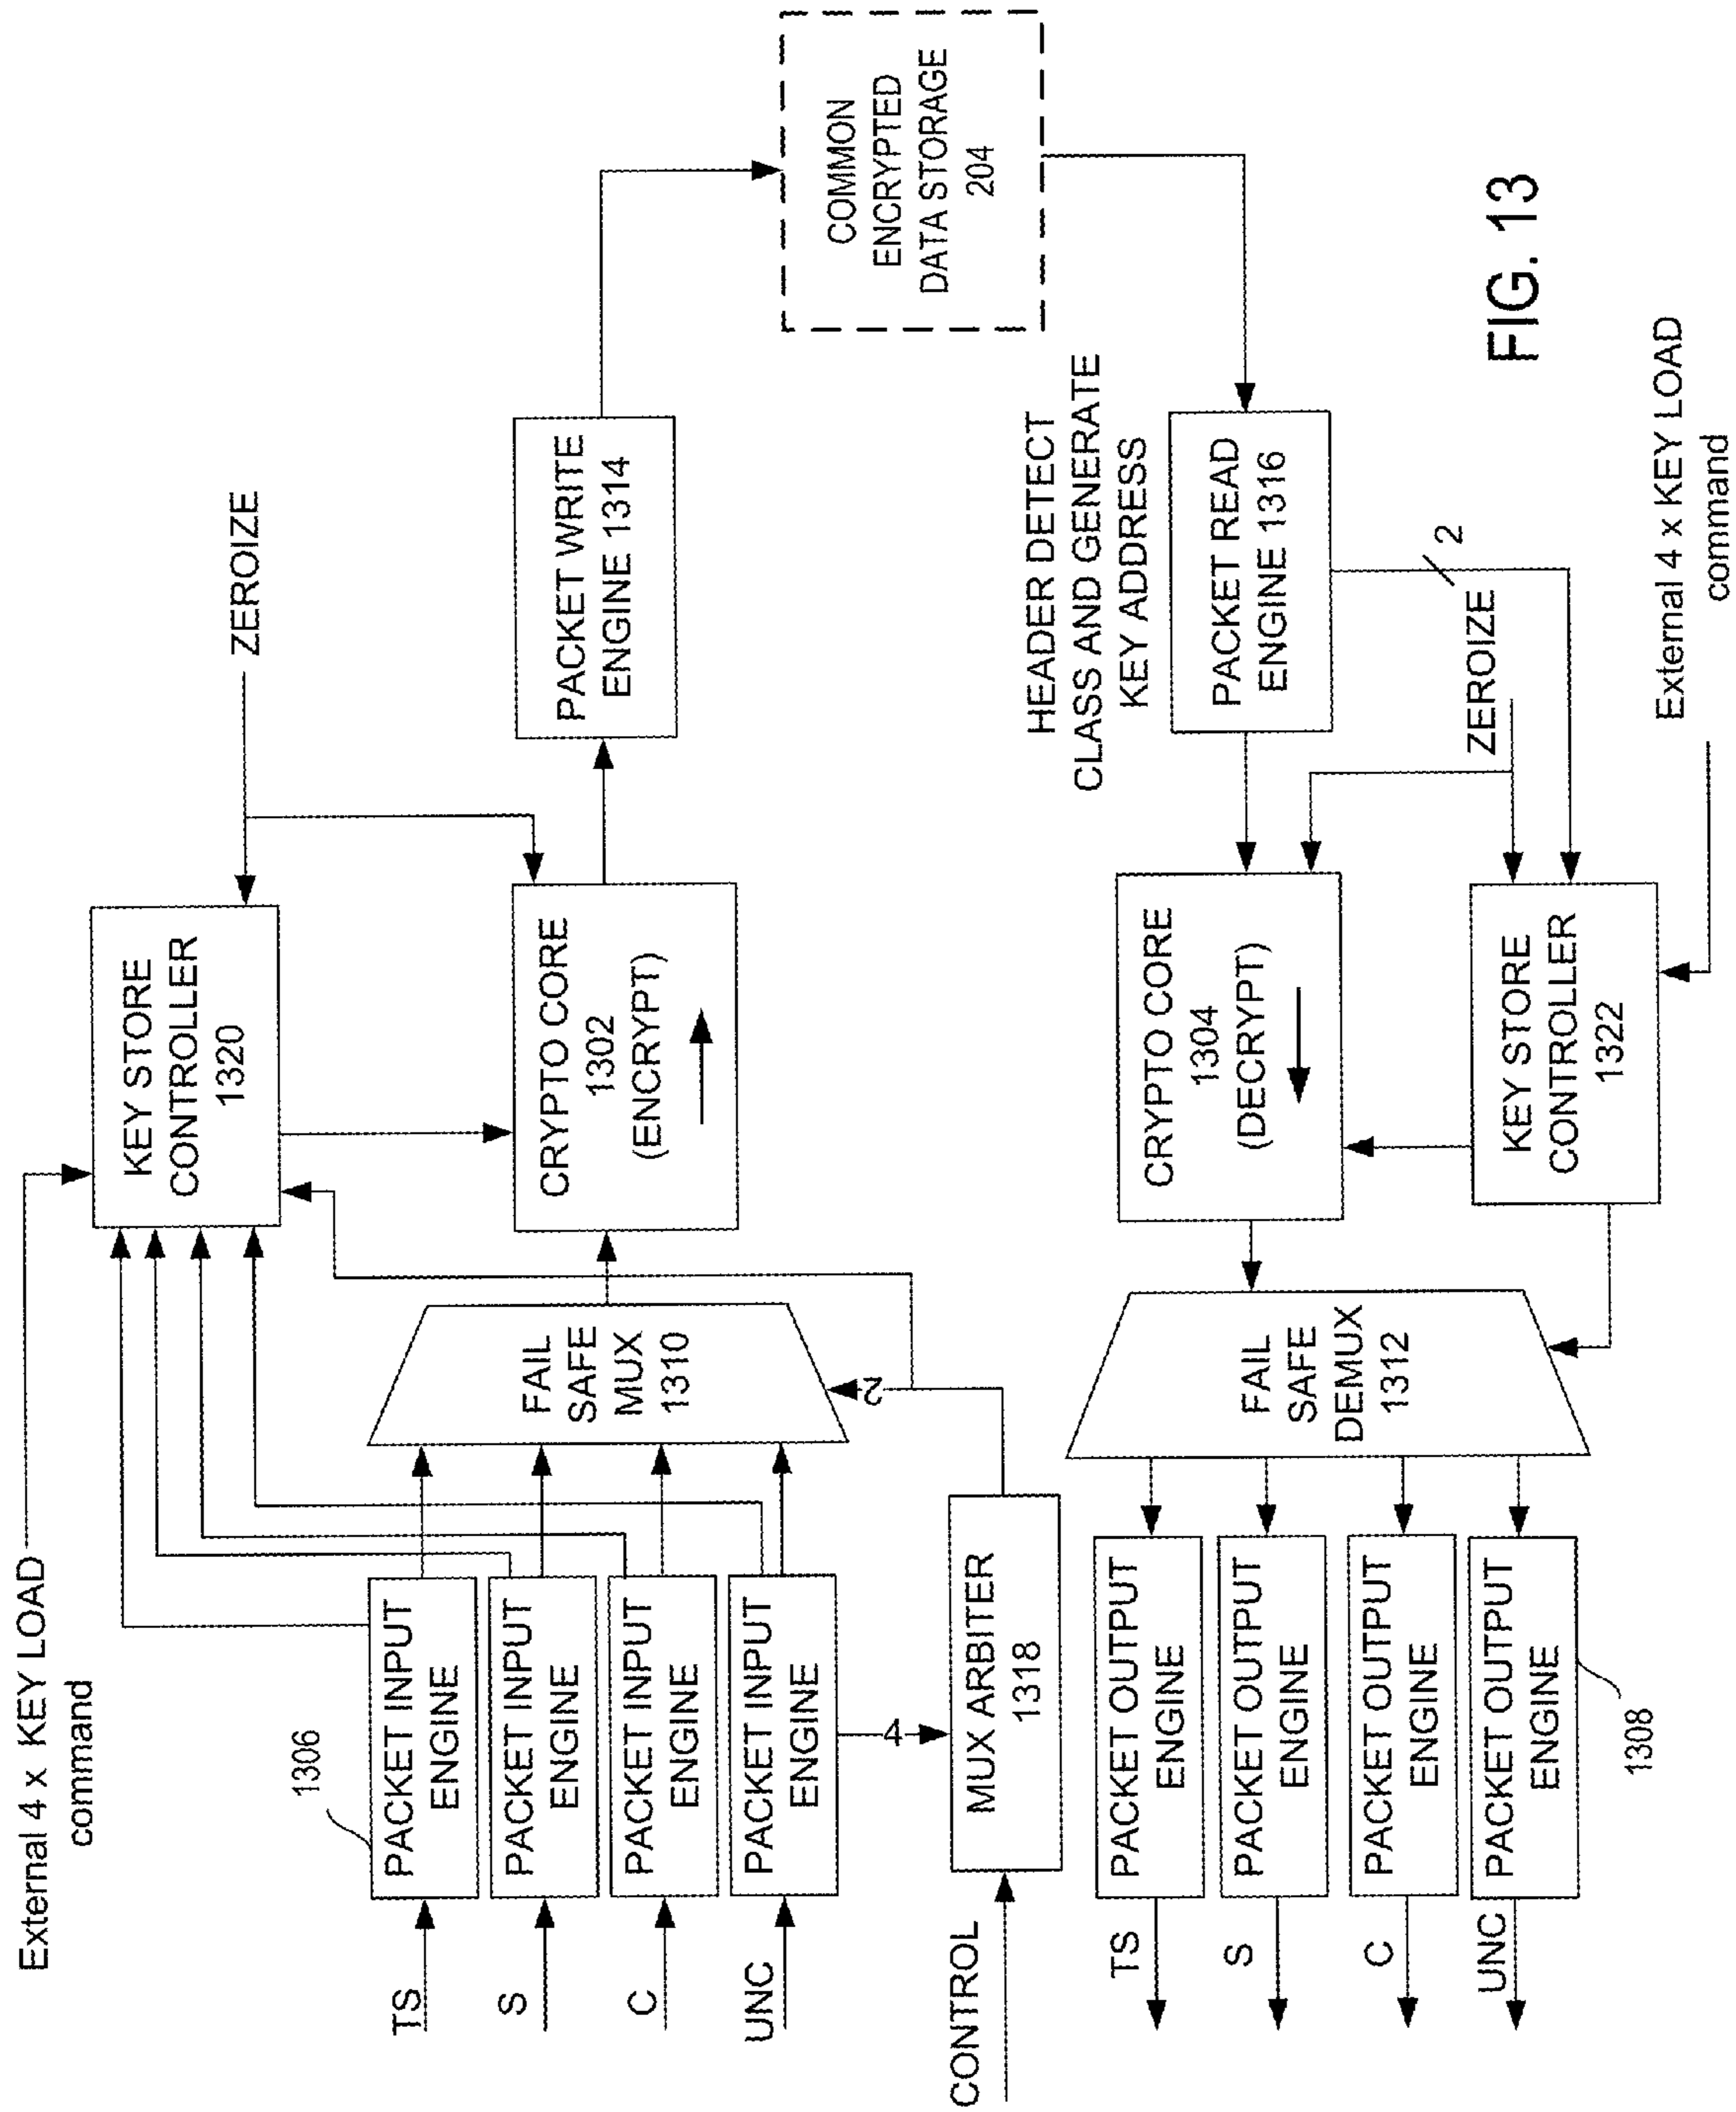 External 4 x KEY LOAD
command
ZEROIZE
KEY STORE
CONTROLLER
1320
1306
TS
S
C
UNC
PACKET INPUT
ENGINE
PACKET INPUT
ENGINE
PACKET INPUT
ENGINE
PACKET INPUT
ENGINE
FAIL
SAFE
MUX
1310
CRYPTO CORE
1302
(ENCRYPT)
PACKET WRITE
ENGINE 1314
COMMON
ENCRYPTED
DATA STORAGE
204
4
2
CONTROL
MUX ARBITER
1318
HEADER DETECT
CLASS AND GENERATE
KEY ADDRESS
PACKET READ
ENGINE 1316
2
ZEROIZE
CRYPTO CORE
1304
(DECRYPT)
KEY STORE
CONTROLLER
1322
External 4 x KEY LOAD
command
FAIL
SAFE
DEMUX
1312
PACKET OUTPUT
ENGINE
PACKET OUTPUT
ENGINE
PACKET OUTPUT
ENGINE
PACKET OUTPUT
ENGINE
TS
S
C
UNC
1308
FIG. 13